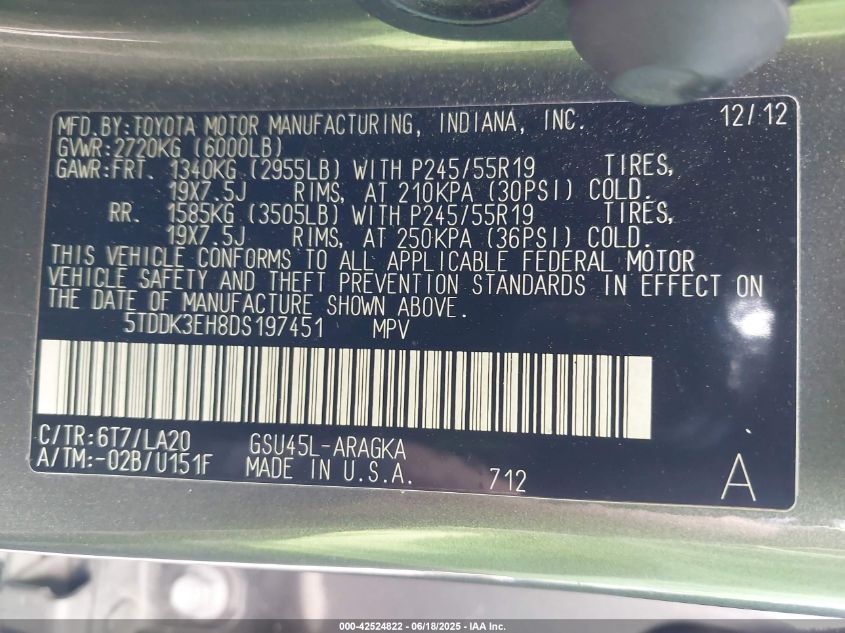 MFD.BY:TOYOTA MOTOR MANUFACTURING, INDIANA, INC. 12/12
GVWR:2720KG (6000LB)
GAWR:FRT. 1340KG (2955LB) WITH P245/55R19 TIRES,
19X7.5J RIMS, AT 210KPA (30PSI) COLD.
RR. 1585KG (3505LB) WITH P245/55R19 TIRES,
19X7.5J RIMS, AT 250KPA (36PSI) COLD.
THIS VEHICLE CONFORMS TO ALL APPLICABLE FEDERAL MOTOR
VEHICLE SAFETY AND THEFT PREVENTION STANDARDS IN EFFECT ON
THE DATE OF MANUFACTURE SHOWN ABOVE.
5TDDK3EH8DS197451 MPV
C/TR:6T7/LA20 GSU45L-ARAGKA
A/TM:-02B/U151F MADE IN U.S.A. 712 A
000-42524822 - 06/18/2025 - IAA Inc.